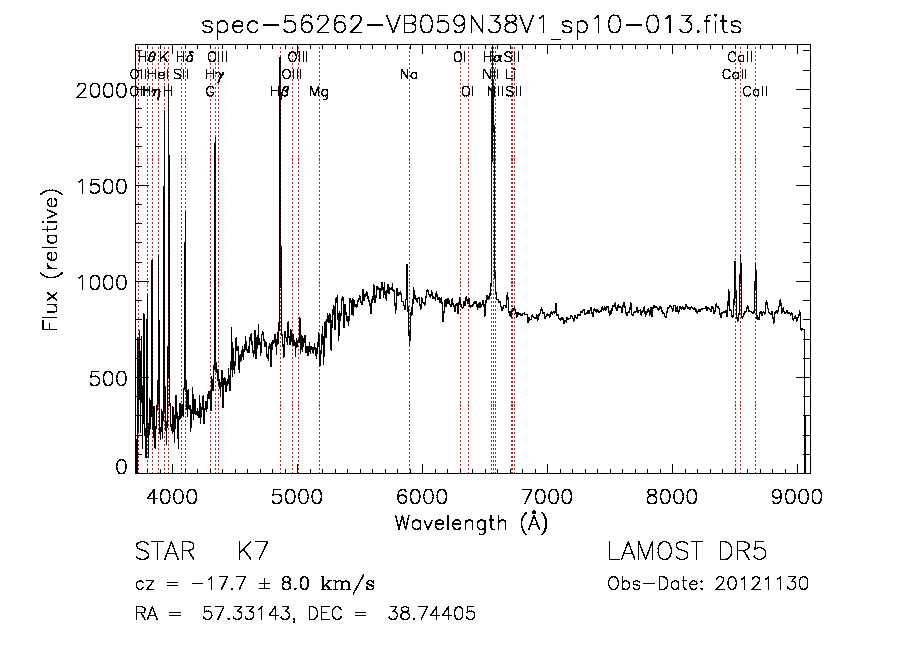 spec-56262-VB059N38V1_sp10-013.fits
Hθ K Hδ OIII OIII OI Hα SII CaII
OII HeI SII Hγ OIII Na NII Li CaII
OII Hη H G Hβ Mg OI NII SII CaII
2000
1500
1000
500
0
Flux (relative)
4000 5000 6000 7000 8000 9000
Wavelength (Å)
STAR K7 LAMOST DR5
cz = −17.7 ± 8.0 km/s Obs−Date: 20121130
RA = 57.33143, DEC = 38.74405